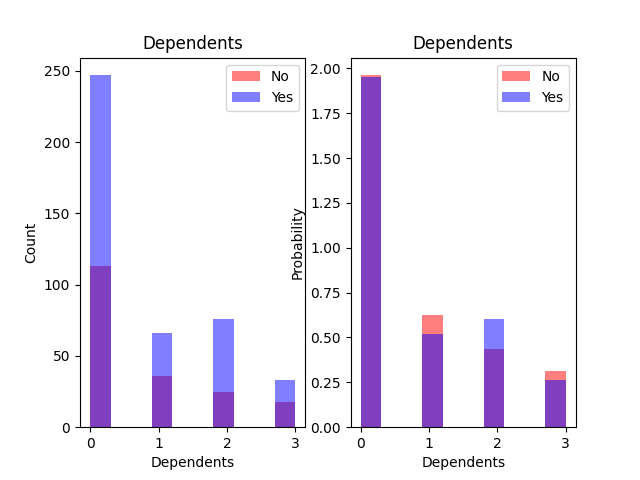 Dependents
250
200
150
100
50
0
Count
No
Yes
0 1 2 3
Dependents
Dependents
2.00
1.75
1.50
1.25
1.00
0.75
0.50
0.25
0.00
Probability
No
Yes
0 1 2 3
Dependents